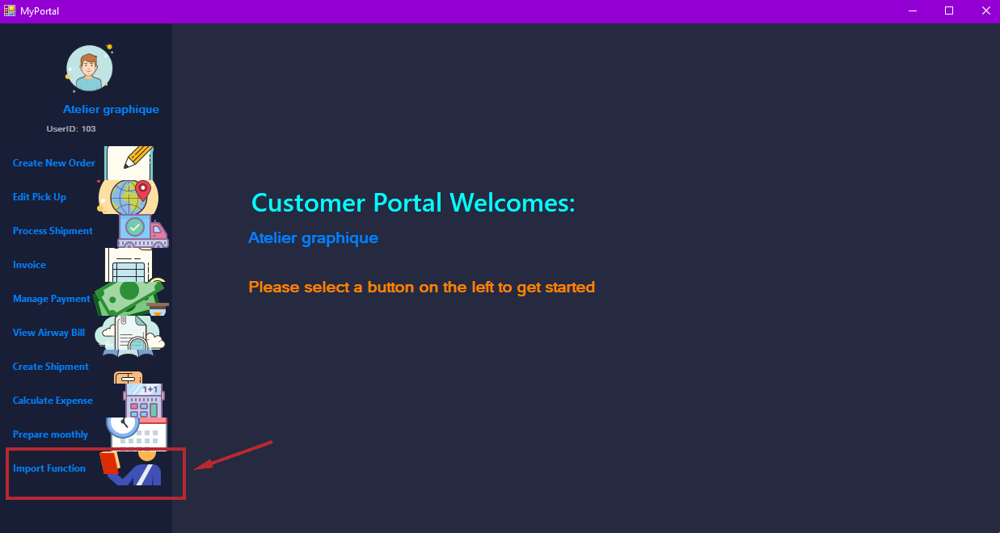 MyPortal
Atelier graphique
UserID: 103
Create New Order
Edit Pick Up
Process Shipment
Invoice
Manage Payment
View Airway Bill
Create Shipment
Calculate Expense
1+1
Prepare monthly
Import Function
Customer Portal Welcomes:
Atelier graphique
Please select a button on the left to get started